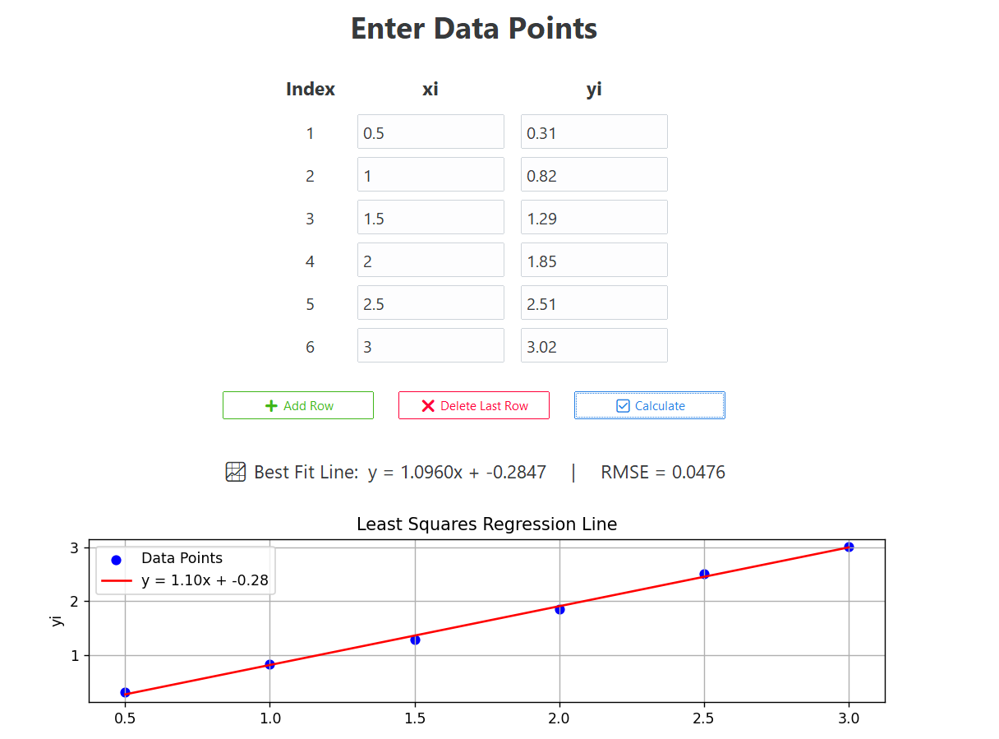 Enter Data Points
Index xi yi
1 0.5 0.31
2 1 0.82
3 1.5 1.29
4 2 1.85
5 2.5 2.51
6 3 3.02
Add Row Delete Last Row Calculate
Best Fit Line: y = 1.0960x + -0.2847 | RMSE = 0.0476
Least Squares Regression Line
Data Points
y = 1.10x + -0.28
yi
3
2
1
0.5 1.0 1.5 2.0 2.5 3.0